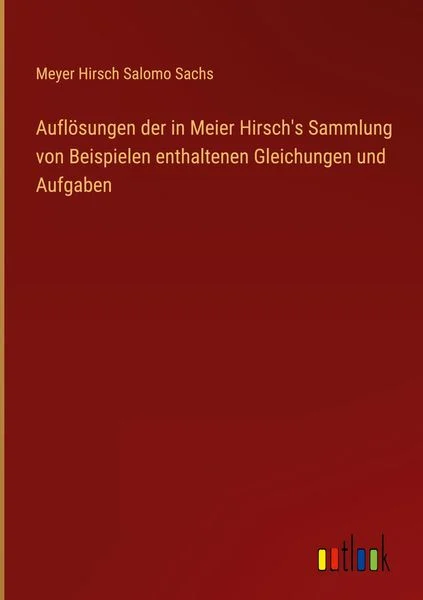 Meyer Hirsch Salomo Sachs
Auflösungen der in Meier Hirsch's Sammlung
von Beispielen enthaltenen Gleichungen und
Aufgaben
outlook